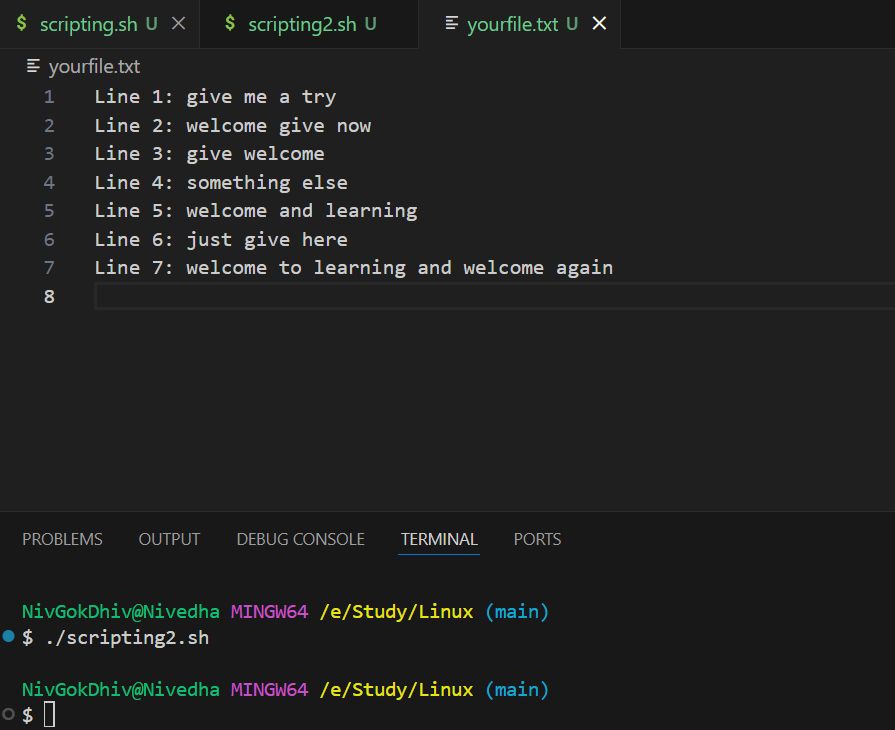 $ scripting.sh U × $ scripting2.sh U yourfile.txt U ×
yourfile.txt
1 Line 1: give me a try
2 Line 2: welcome give now
3 Line 3: give welcome
4 Line 4: something else
5 Line 5: welcome and learning
6 Line 6: just give here
7 Line 7: welcome to learning and welcome again
8
PROBLEMS OUTPUT DEBUG CONSOLE TERMINAL PORTS
NivGokDhiv@Nivedha MINGW64 /e/Study/Linux (main)
$ ./scripting2.sh
NivGokDhiv@Nivedha MINGW64 /e/Study/Linux (main)
$